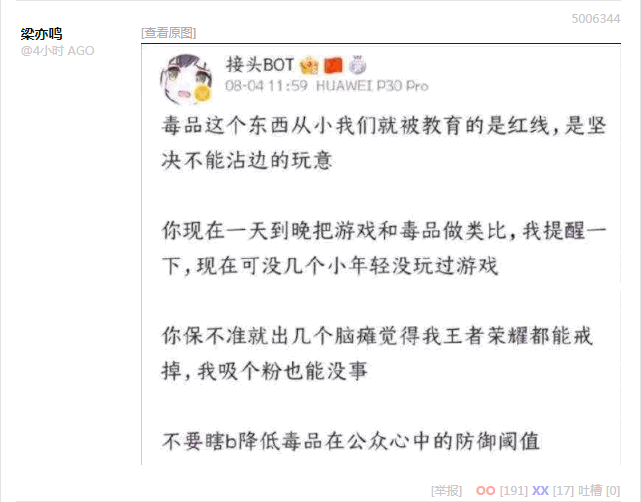 5006344
梁亦鸣
@4小时 AGO
[查看原图]
接头BOT
08-04 11:59 HUAWEI P30 Pro
毒品这个东西从小我们就被教育的是红线,是坚
决不能沾边的玩意
你现在一天到晚把游戏和毒品做类比,我提醒一
下,现在可没几个小年轻没玩过游戏
你保不准就出几个脑瘫觉得我王者荣耀都能戒
掉,我吸个粉也能没事
不要瞎b降低毒品在公众心中的防御阈值
[举报] OO [191] XX [17] 吐槽 [0]